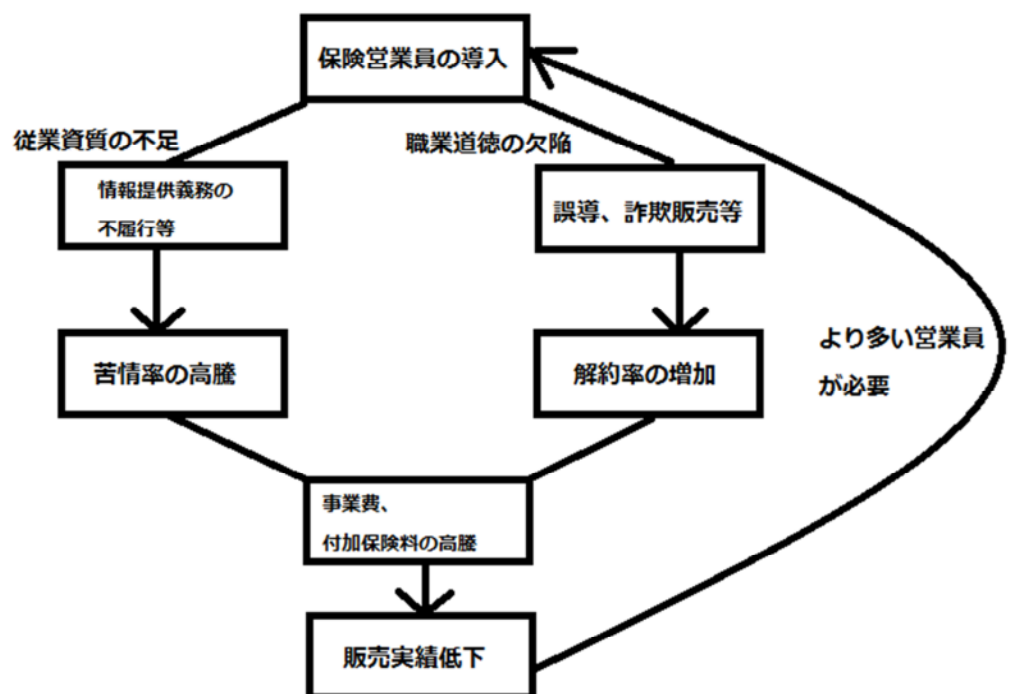 保険営業員の導入
従業資質の不足
職業道徳の欠陥
情報提供義務の
不履行等
誤導、詐欺販売等
苦情率の高騰
解約率の増加
より多い営業員
が必要
事業費、
付加保険料の高騰
販売実績低下